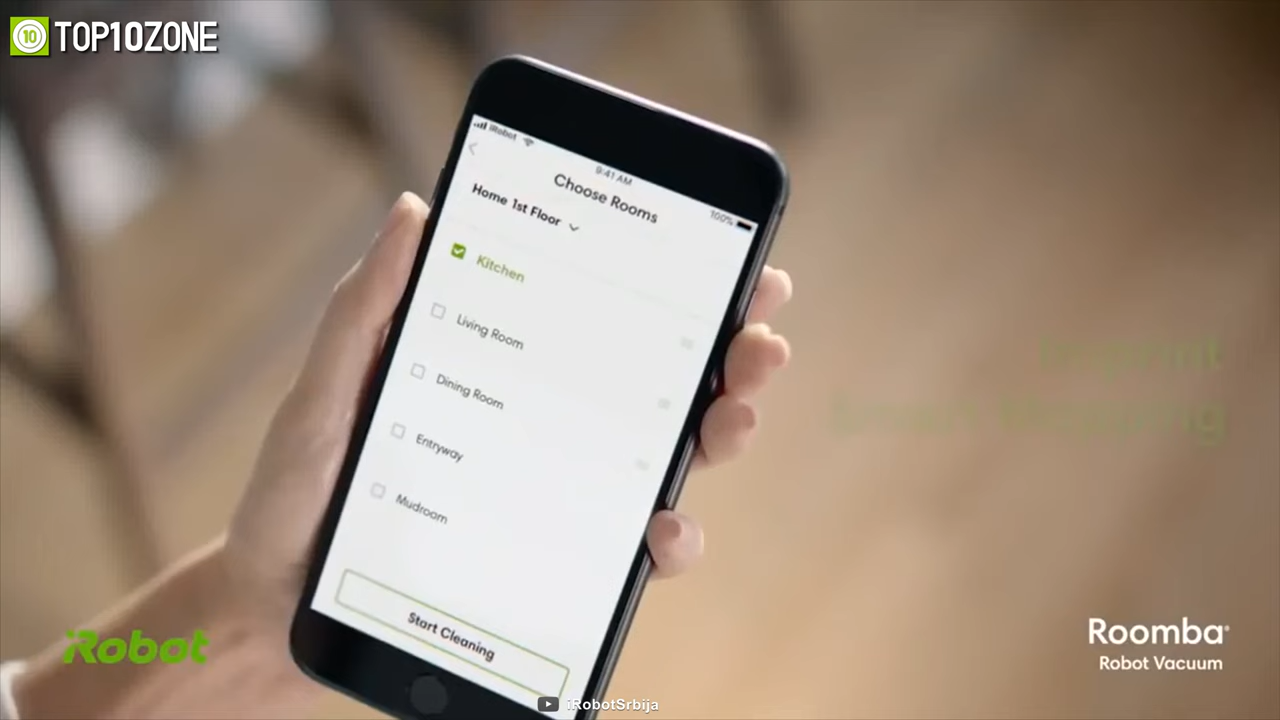 10 TOP10ZONE
iRobot
9:41 AM
100%
Choose Rooms
Home 1st Floor
Kitchen
Living Room
Dining Room
Entryway
Mudroom
Start Cleaning
iRobot
Roomba®
Robot Vacuum
iRobotSrbija